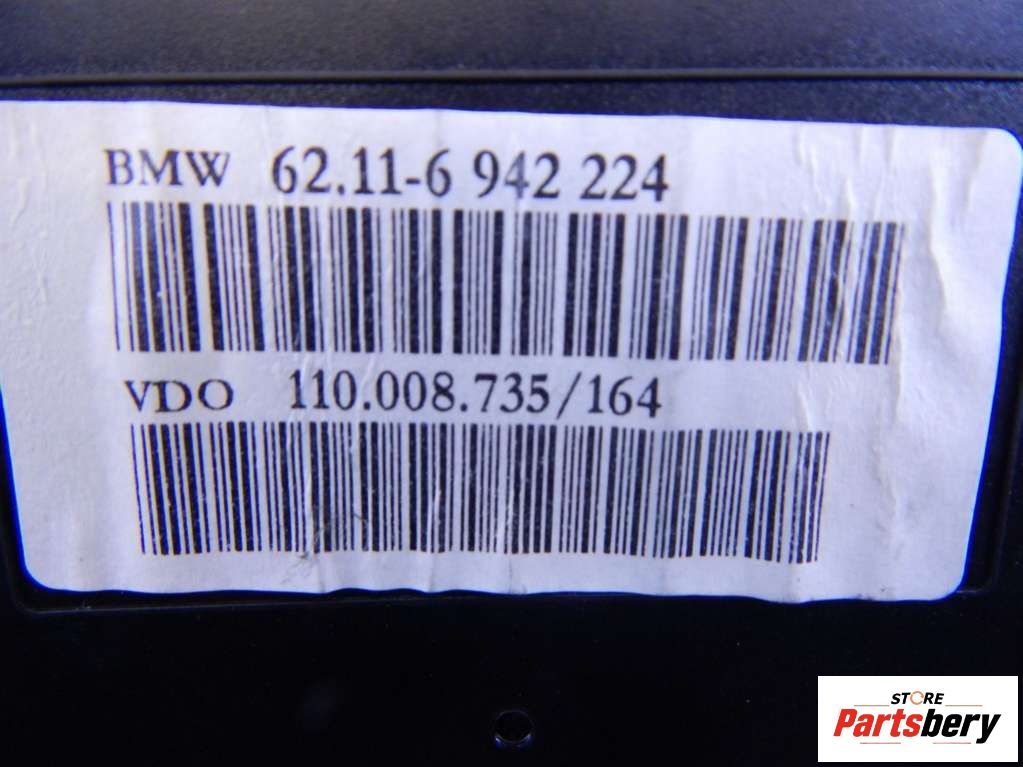 BMW 62.11-6 942 224
VDO 110.008.735/164
STORE
Partsbery